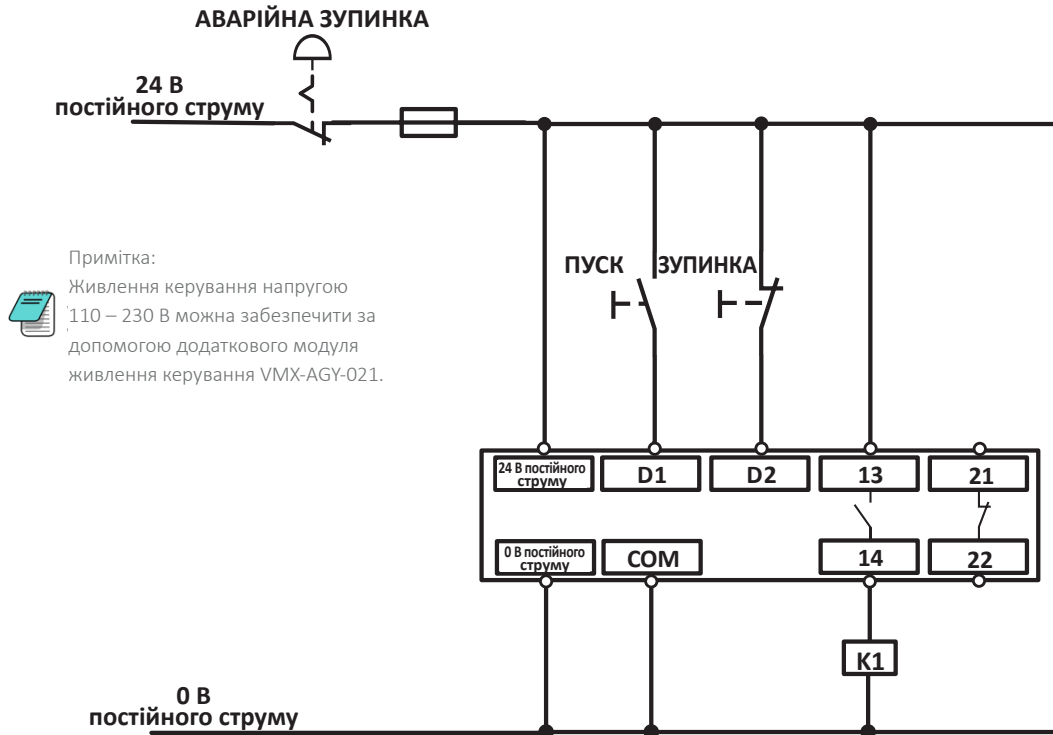 АВАРІЙНА ЗУПИНКА
24 В
постійного струму
Примітка:
Живлення керування напругою
110 – 230 В можна забезпечити за
допомогою додаткового модуля
живлення керування VMX-AGY-021.
ПУСК
ЗУПИНКА
24 В постійного
струму
D1
D2
13
21
0 В постійного
струму
COM
14
22
K1
0 В
постійного струму